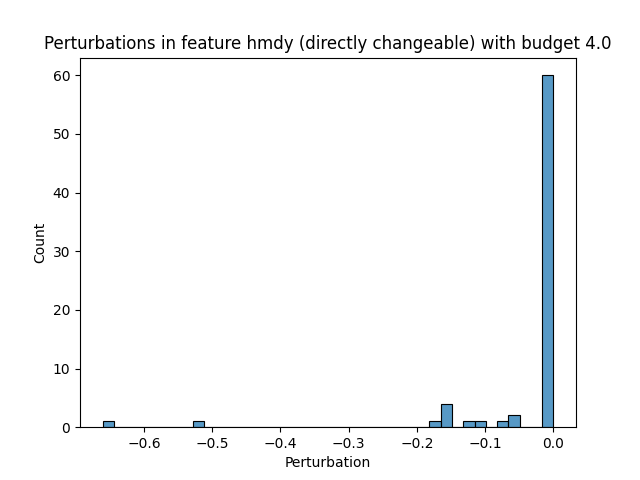 Perturbations in feature hmdy (directly changeable) with budget 4.0
60
50
40
30
20
10
0
Count
−0.6 −0.5 −0.4 −0.3 −0.2 −0.1 0.0
Perturbation